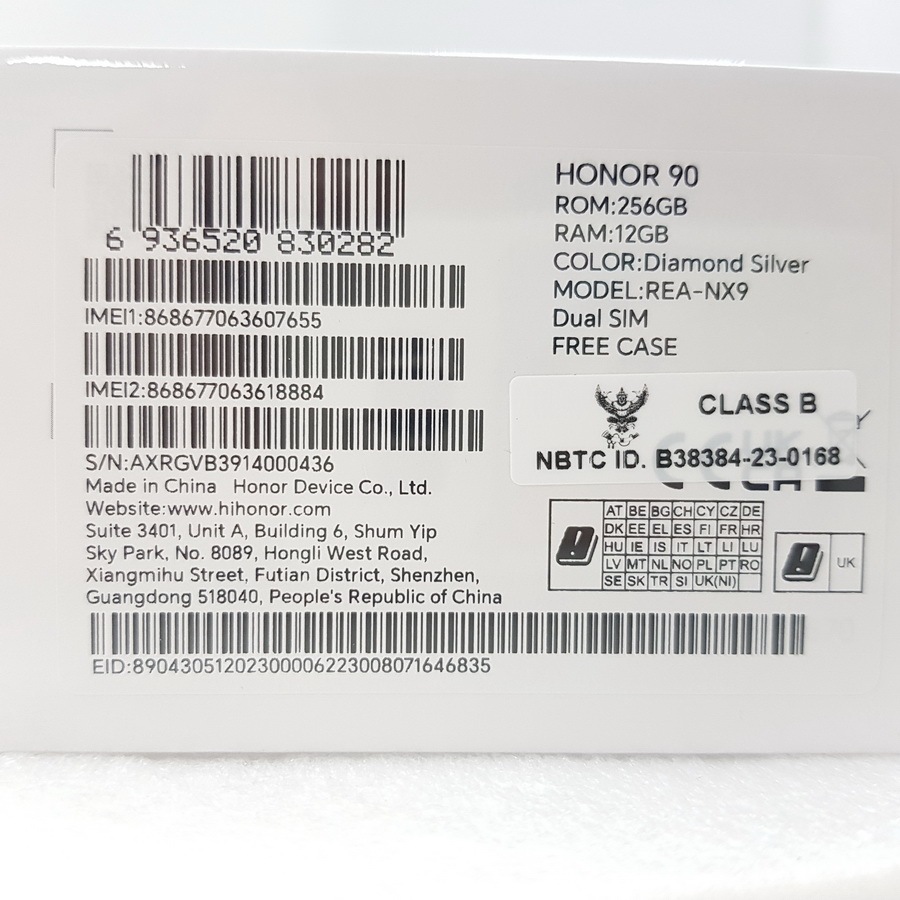 6 936520 830282
IMEI1:868677063607655
IMEI2:868677063618884
S/N:AXRGVB3914000436
Made in China Honor Device Co., Ltd.
Website:www.hihonor.com
Suite 3401, Unit A, Building 6, Shum Yip
Sky Park, No. 8089, Hongli West Road,
Xiangmihu Street, Futian District, Shenzhen,
Guangdong 518040, People's Republic of China
EID:89043051202300006223008071646835
HONOR 90
ROM:256GB
RAM:12GB
COLOR:Diamond Silver
MODEL:REA-NX9
Dual SIM
FREE CASE
CLASS B
NBTC ID. B38384-23-0168
AT BE BG CH CY CZ DE
DK EE EL ES FI FR HR
HU IE IS IT LT LI LU
LV MT NL NO PL PT RO
SE SK TR SI UK(NI)
UK